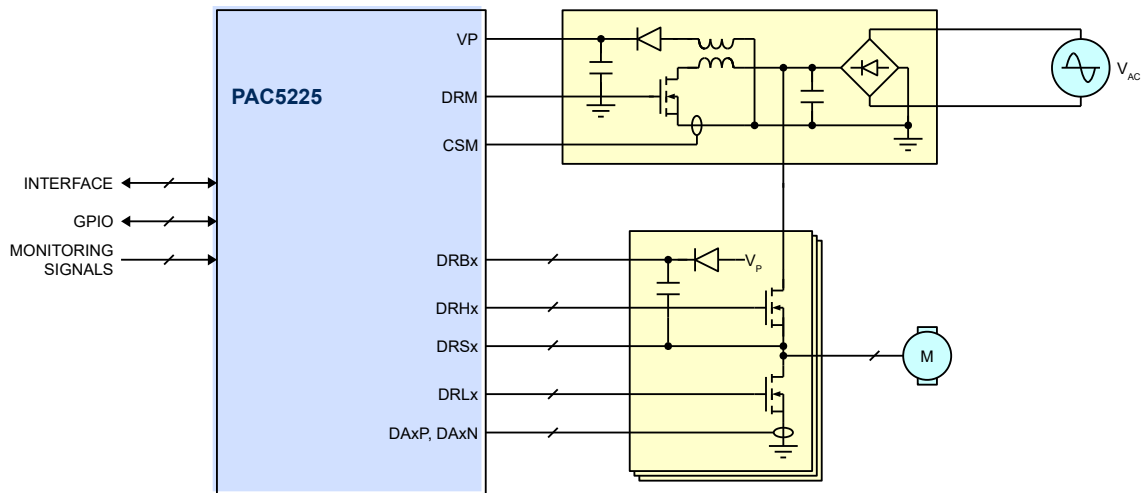 VP
PAC5225
DRM
CSM
V_AC
INTERFACE
GPIO
MONITORING
SIGNALS
DRBx
V_P
DRHx
DRSx
M
DRLx
DAxP, DAxN